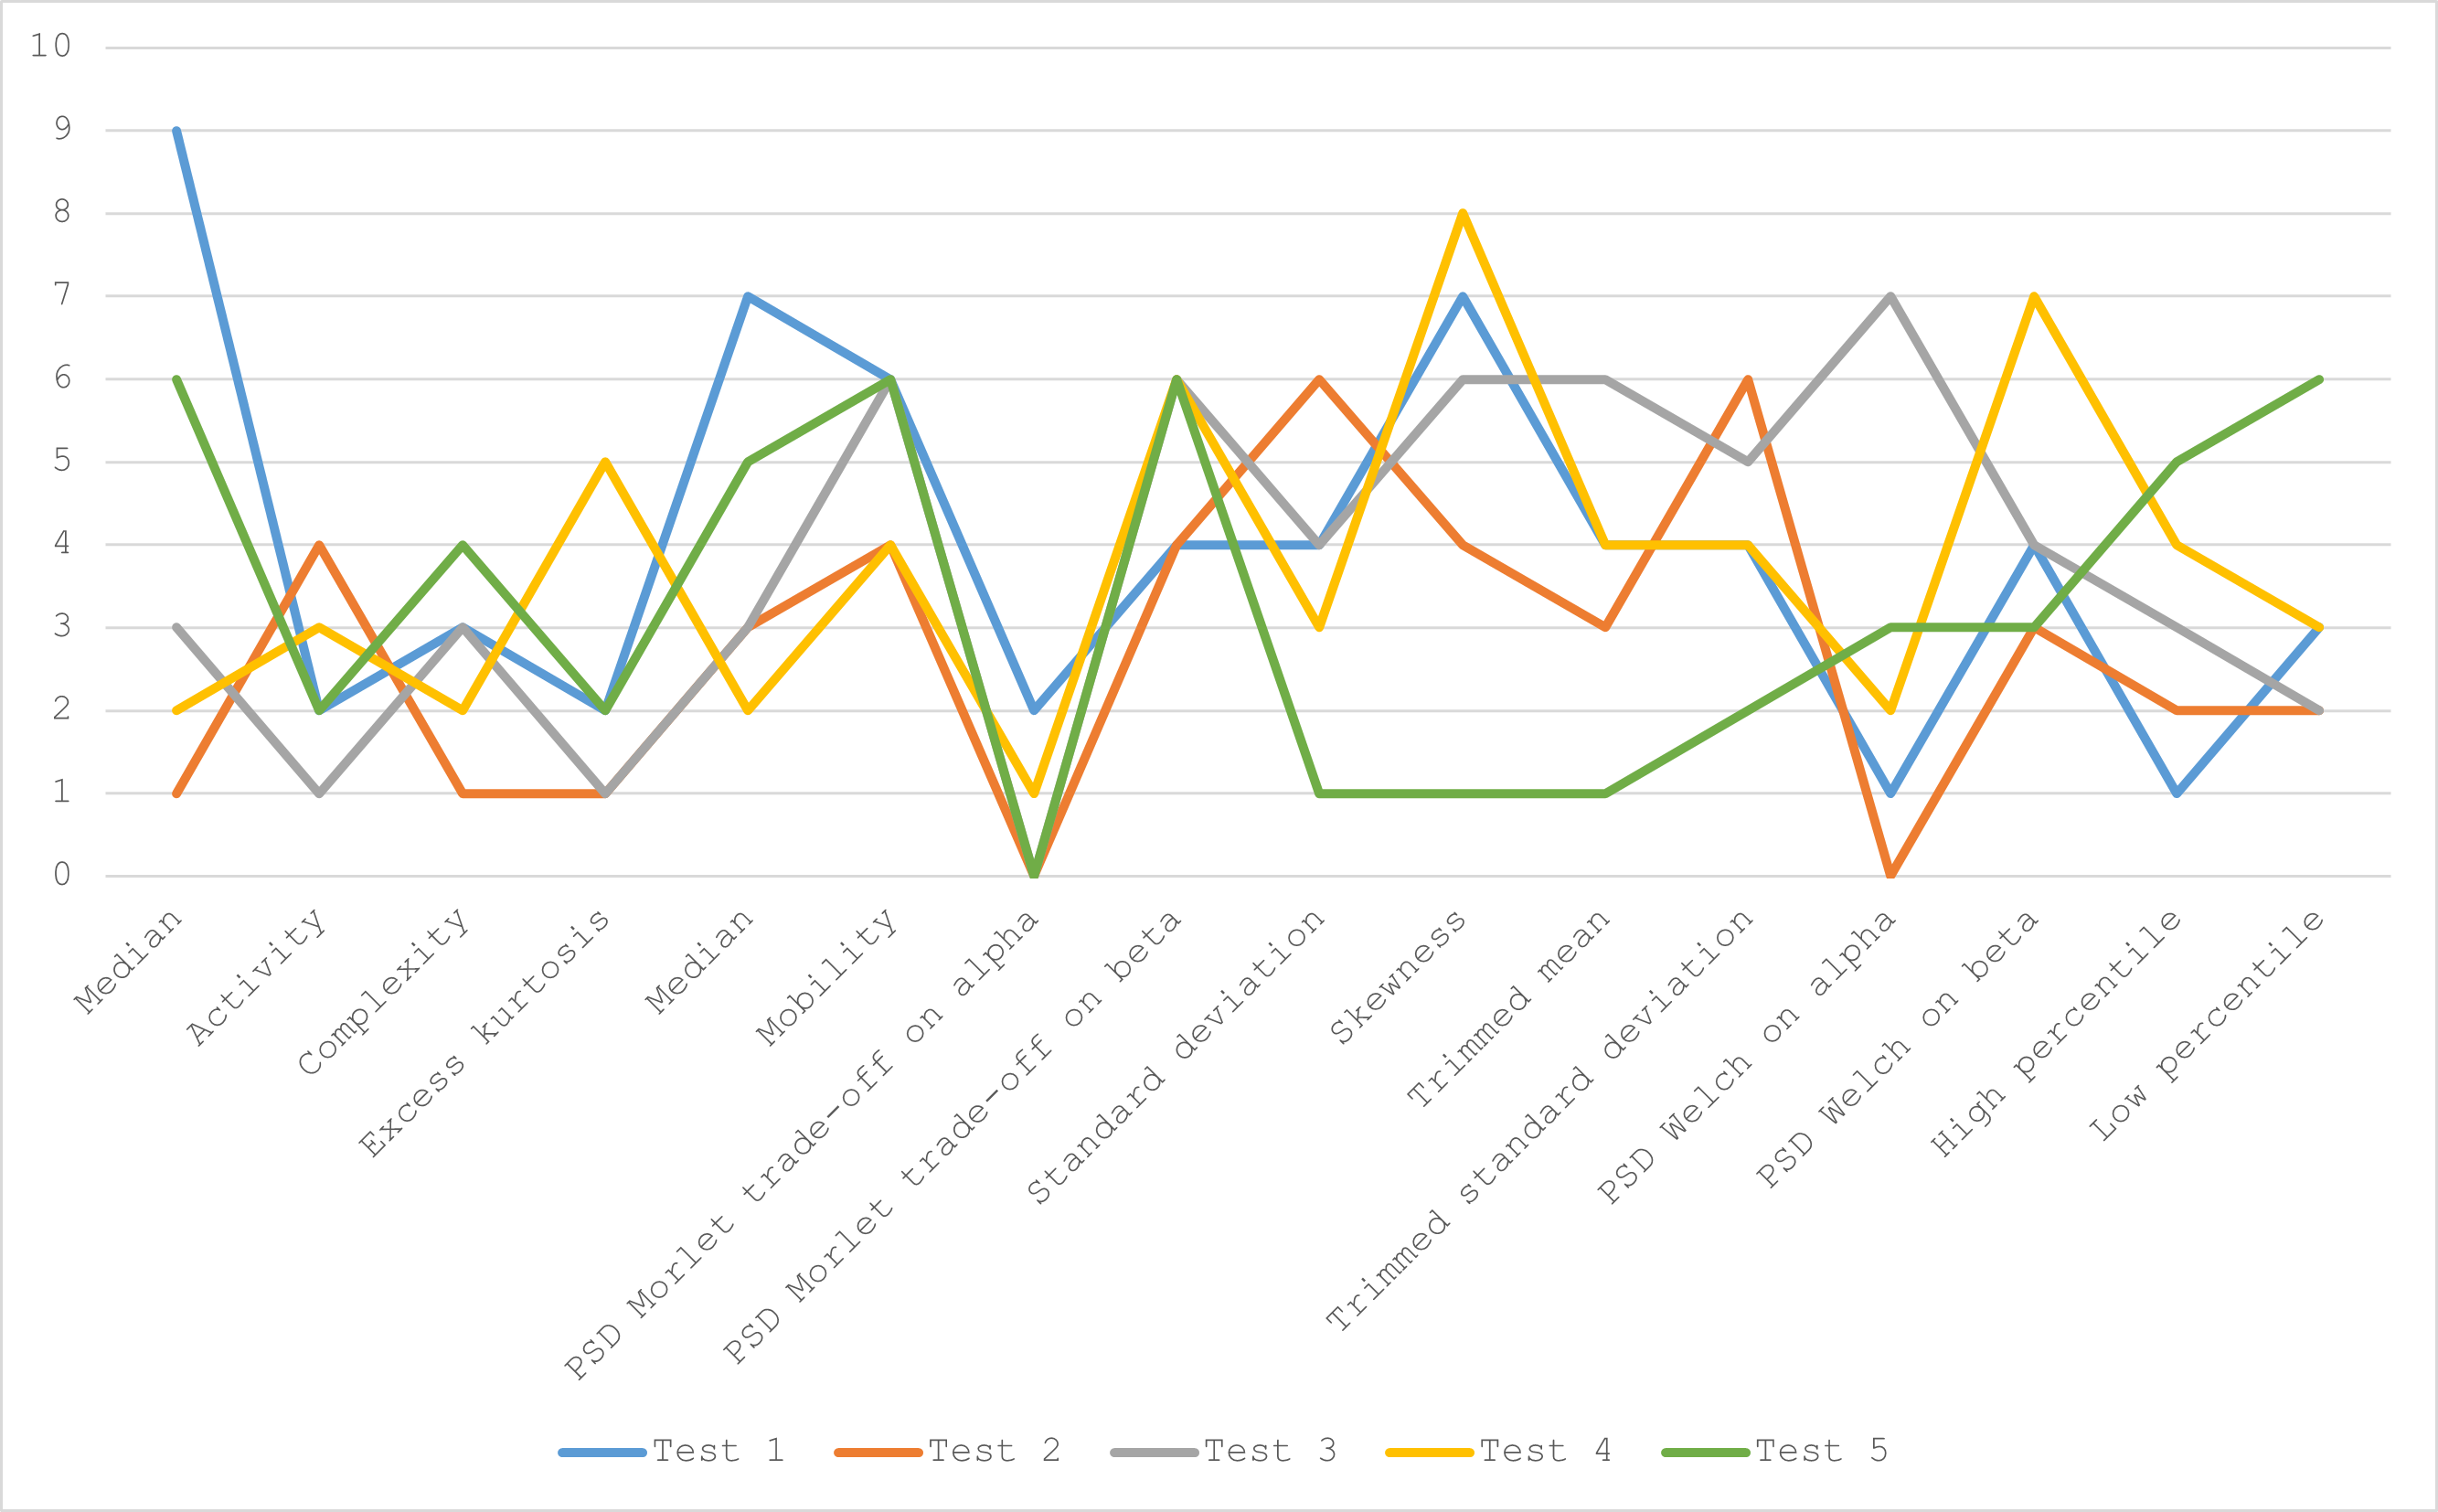 10
9
8
7
6
5
4
3
2
1
0
Median
Activity
Complexity
Excess kurtosis
Median
Mobility
PSD Morlet trade-off on alpha
PSD Morlet trade-off on beta
Standard deviation
Skewness
Trimmed mean
Trimmed standard deviation
PSD Welch on alpha
PSD Welch on beta
High percentile
Low percentile
Test 1 Test 2 Test 3 Test 4 Test 5